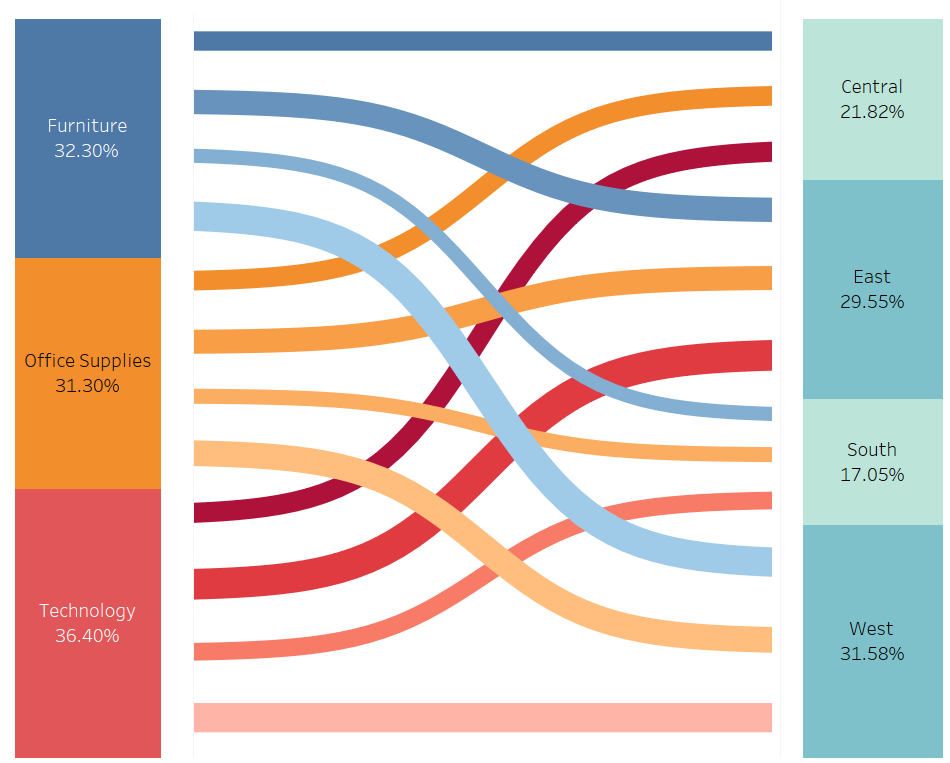 Furniture
32.30%
Office Supplies
31.30%
Technology
36.40%
Central
21.82%
East
29.55%
South
17.05%
West
31.58%